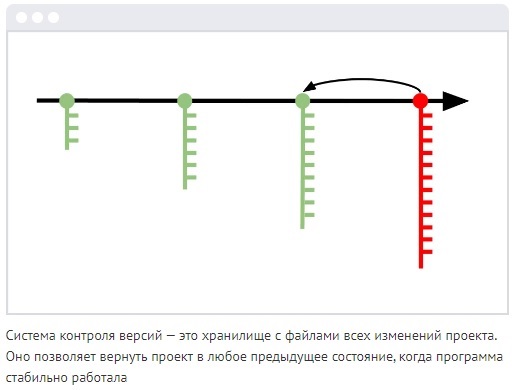 Система контроля версий — это хранилище с файлами всех изменений проекта.
Оно позволяет вернуть проект в любое предыдущее состояние, когда программа
стабильно работала